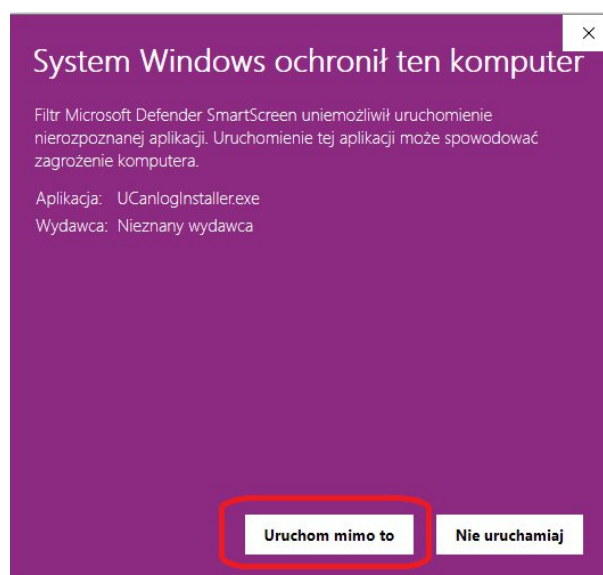 System Windows ochronił ten komputer
Filtr Microsoft Defender SmartScreen uniemożliwił uruchomienie
nierozpoznanej aplikacji. Uruchomienie tej aplikacji może spowodować
zagrożenie komputera.
Aplikacja: UCanlogInstaller.exe
Wydawca: Nieznany wydawca
Uruchom mimo to Nie uruchamiaj